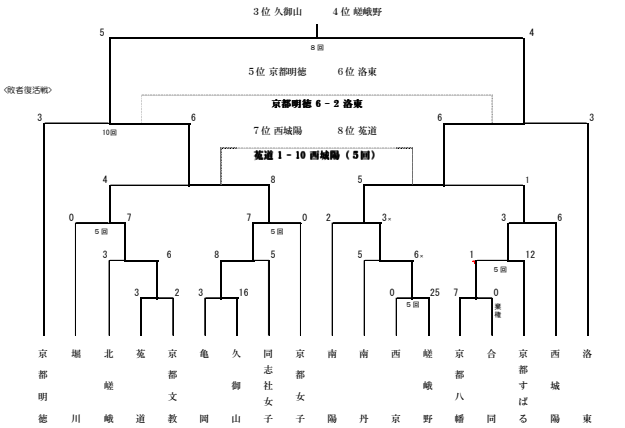 ３位 久御山　４位 嵯峨野
5 4
8回
５位 京都明徳　６位 洛東
<敗者復活戦>
京都明徳 6 － 2 洛東
3 6 6 3
10回
７位 西城陽　８位 莵道
莵道 1 － 10 西城陽（５回）
4 8 5 1
0 7 7 0 2 3× 3 6
5回 5回
3 6 8 5 5 6× 1 12
5回
3 2 3 16 0 25 7 0
5回
棄権
京都明徳
堀川
北嵯峨
莵道
京都文教
亀岡
久御山
同志社女子
京都女子
南陽
南丹
西京
嵯峨野
京都八幡
合同
京都すばる
西城陽
洛東